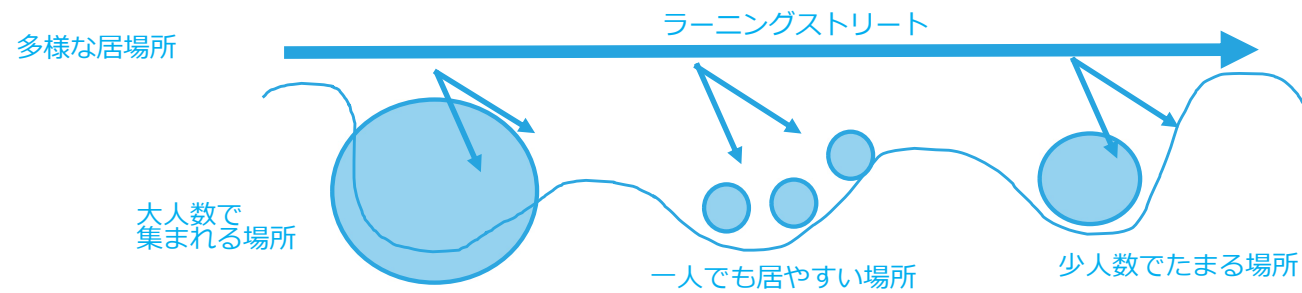 ラーニングストリート
多様な居場所
大人数で
集まれる場所
一人でも居やすい場所
少人数でたまる場所